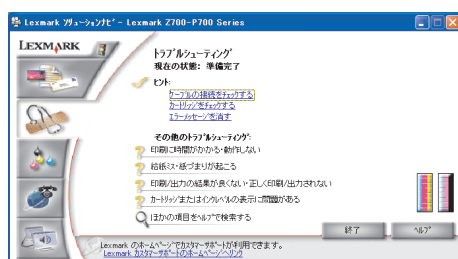 Lexmark ｿﾘｭｰｼｮﾝﾅﾋﾞ - Lexmark Z700-P700 Series
LEXMARK
ﾄﾗﾌﾞﾙｼｭｰﾃｨﾝｸﾞ
現在の状態: 準備完了
ﾋﾝﾄ:
ｹｰﾌﾞﾙの接続をﾁｪｯｸする
ｶｰﾄﾘｯｼﾞをﾁｪｯｸする
ｴﾗｰﾒｯｾｰｼﾞを消す
その他のﾄﾗﾌﾞﾙｼｭｰﾃｨﾝｸﾞ:
印刷に時間がかかる・動作しない
給紙ミス・紙づまりが起こる
印刷/出力の結果が良くない・正しく印刷/出力されない
ｶｰﾄﾘｯｼﾞまたはｲﾝｸﾚﾍﾞﾙの表示に問題がある
ほかの項目をﾍﾙﾌﾟで検索する
終了
ﾍﾙﾌﾟ
Lexmark のﾎｰﾑﾍﾟｰｼﾞでｶｽﾀﾏｰｻﾎﾟｰﾄが利用できます。
Lexmark ｶｽﾀﾏｰｻﾎﾟｰﾄのﾎｰﾑﾍﾟｰｼﾞへﾘﾝｸ